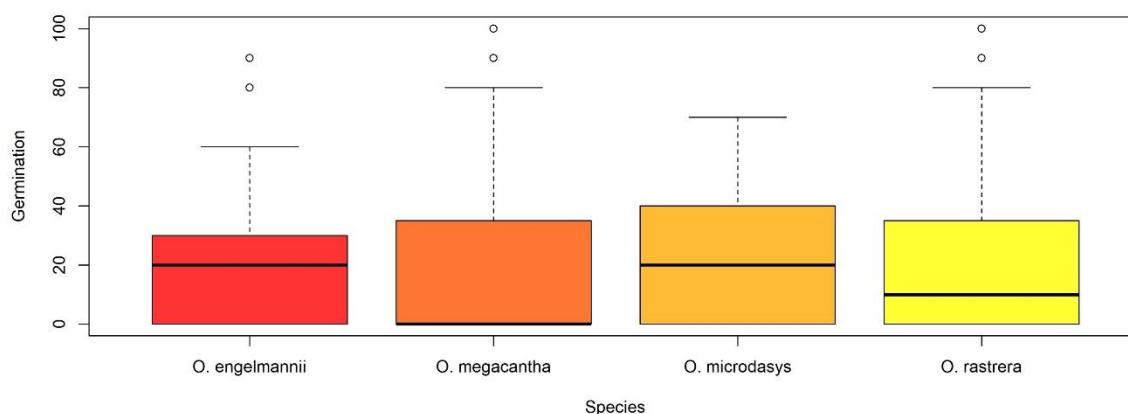 Germination
100
80
60
40
20
0
O. engelmannii
O. megacantha
O. microdasys
O. rastrera
Species